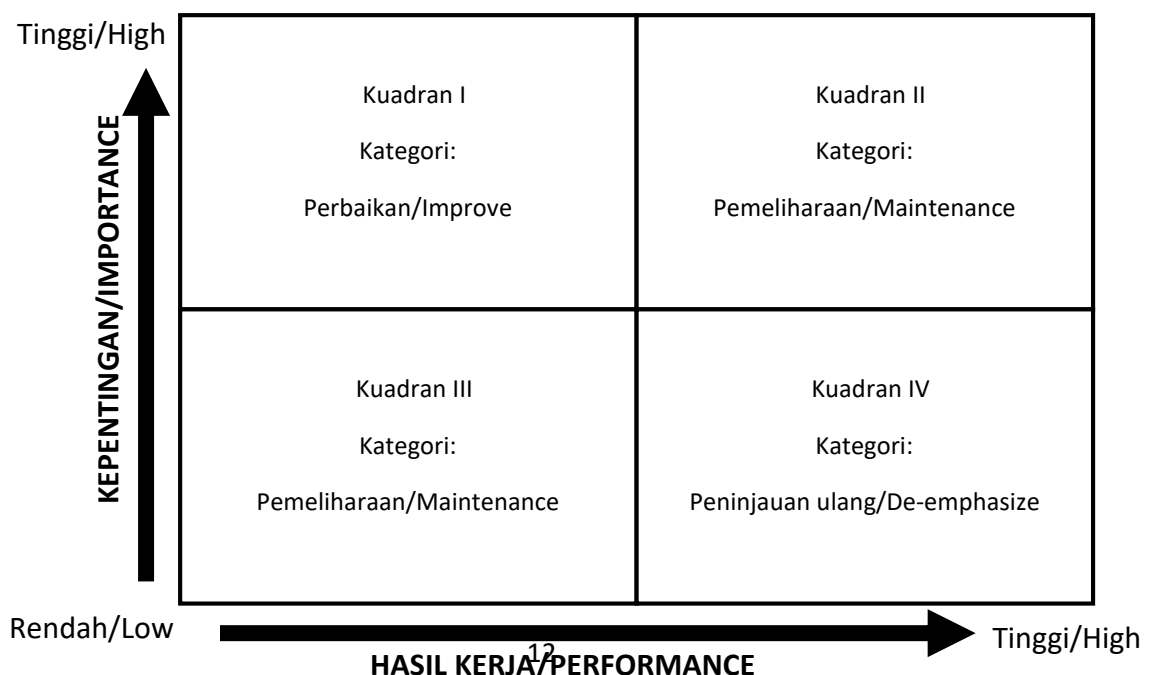 Tinggi/High
KEPENTINGAN/IMPORTANCE
Kuadran I
Kategori:
Perbaikan/Improve
Kuadran II
Kategori:
Pemeliharaan/Maintenance
Kuadran III
Kategori:
Pemeliharaan/Maintenance
Kuadran IV
Kategori:
Peninjauan ulang/De-emphasize
Rendah/Low
Tinggi/High
12
HASIL KERJA/PERFORMANCE